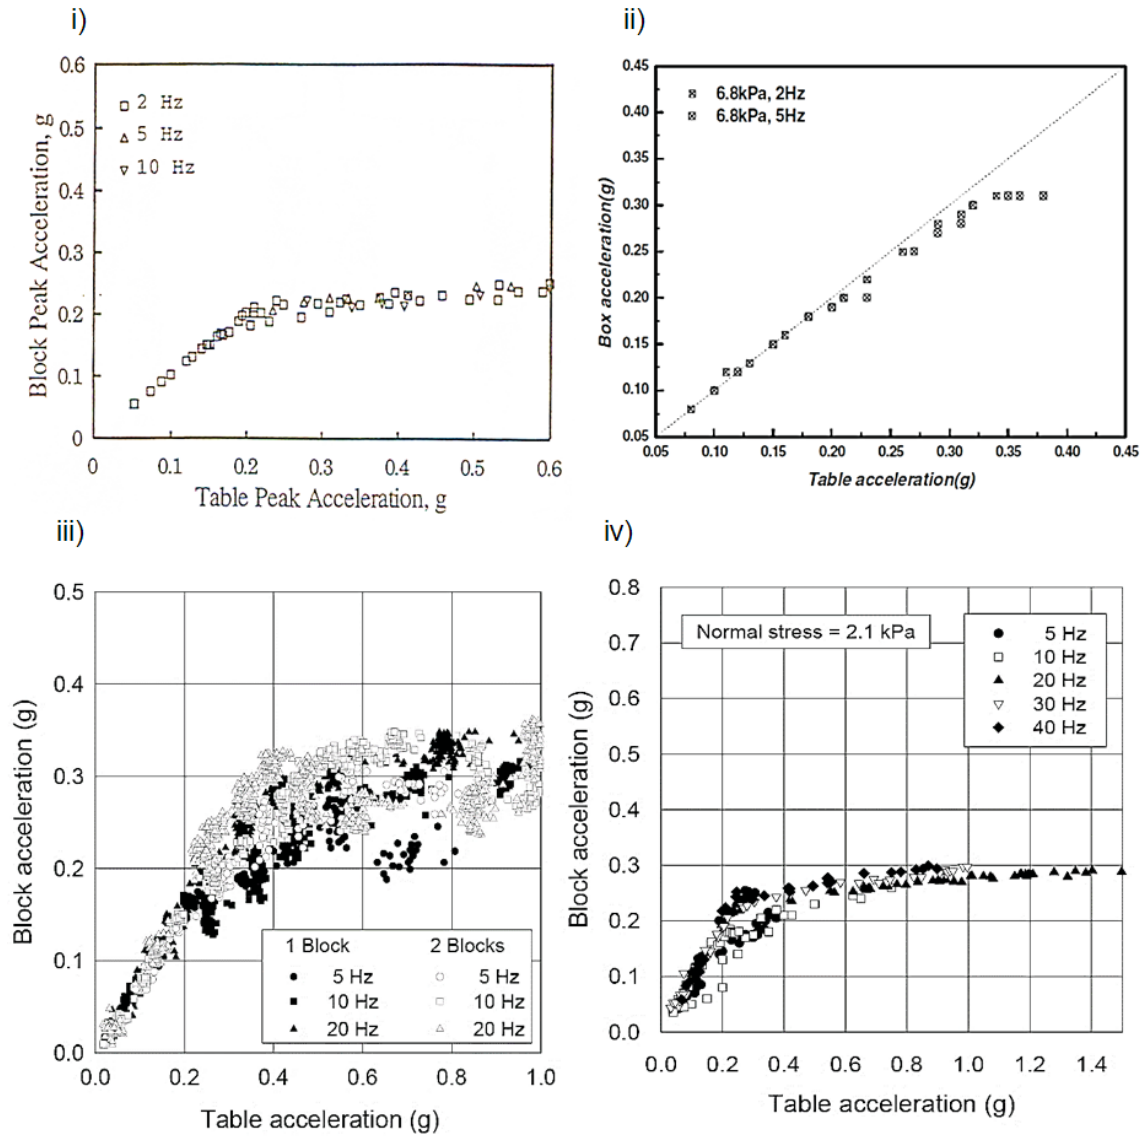 i)
0.6
0.5
0.4
0.3
0.2
0.1
0
Block Peak Acceleration, g
2 Hz
5 Hz
10 Hz
0 0.1 0.2 0.3 0.4 0.5 0.6
Table Peak Acceleration, g
ii)
0.45
0.40
0.35
0.30
0.25
0.20
0.15
0.10
0.05
Box acceleration(g)
6.8kPa, 2Hz
6.8kPa, 5Hz
0.05 0.10 0.15 0.20 0.25 0.30 0.35 0.40 0.45
Table acceleration(g)
iii)
0.5
0.4
0.3
0.2
0.1
0.0
Block acceleration (g)
1 Block 2 Blocks
5 Hz 5 Hz
10 Hz 10 Hz
20 Hz 20 Hz
0.0 0.2 0.4 0.6 0.8 1.0
Table acceleration (g)
iv)
0.8
0.7
0.6
0.5
0.4
0.3
0.2
0.1
0.0
Block acceleration (g)
Normal stress = 2.1 kPa
5 Hz
10 Hz
20 Hz
30 Hz
40 Hz
0.0 0.2 0.4 0.6 0.8 1.0 1.2 1.4
Table acceleration (g)